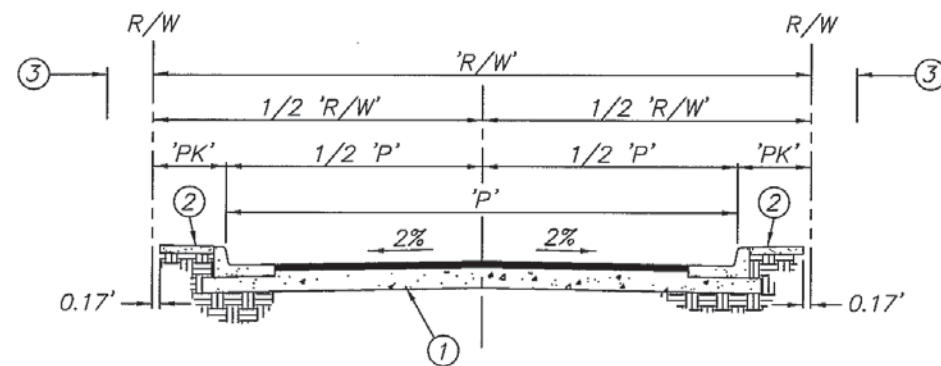 R/W R/W
3 'R/W' 3
1/2 'R/W' 1/2 'R/W'
'PK' 1/2 'P' 1/2 'P' 'PK'
2 'P' 2
2% 2%
0.17' 0.17'
1